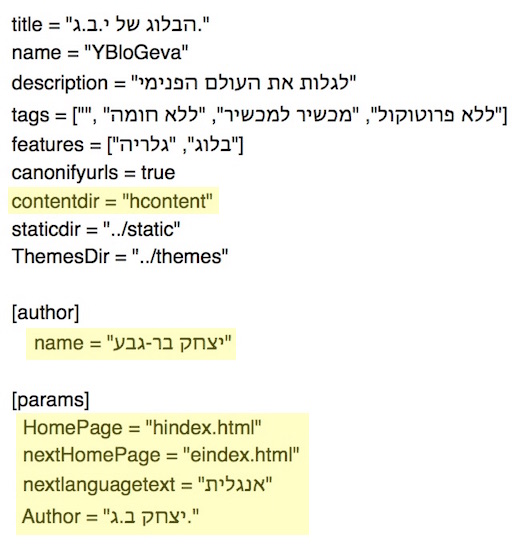 title = "הבלוג של י.ב.ג."
name = "YBloGeva"
description = "לגלות את העולם הפנימי"
tags = ["", "ללא פרוטוקול", "מכשיר למכשיר", "ללא חומה"]
features = ["בלוג", "גלריה"]
canonifyurls = true
contentdir = "hcontent"
staticdir = "../static"
ThemesDir = "../themes"
[author]
name = "יצחק בר-גבע"
[params]
HomePage = "hindex.html"
nextHomePage = "eindex.html"
nextlanguagetext = "אנגלית"
Author = "יצחק ב.ג."